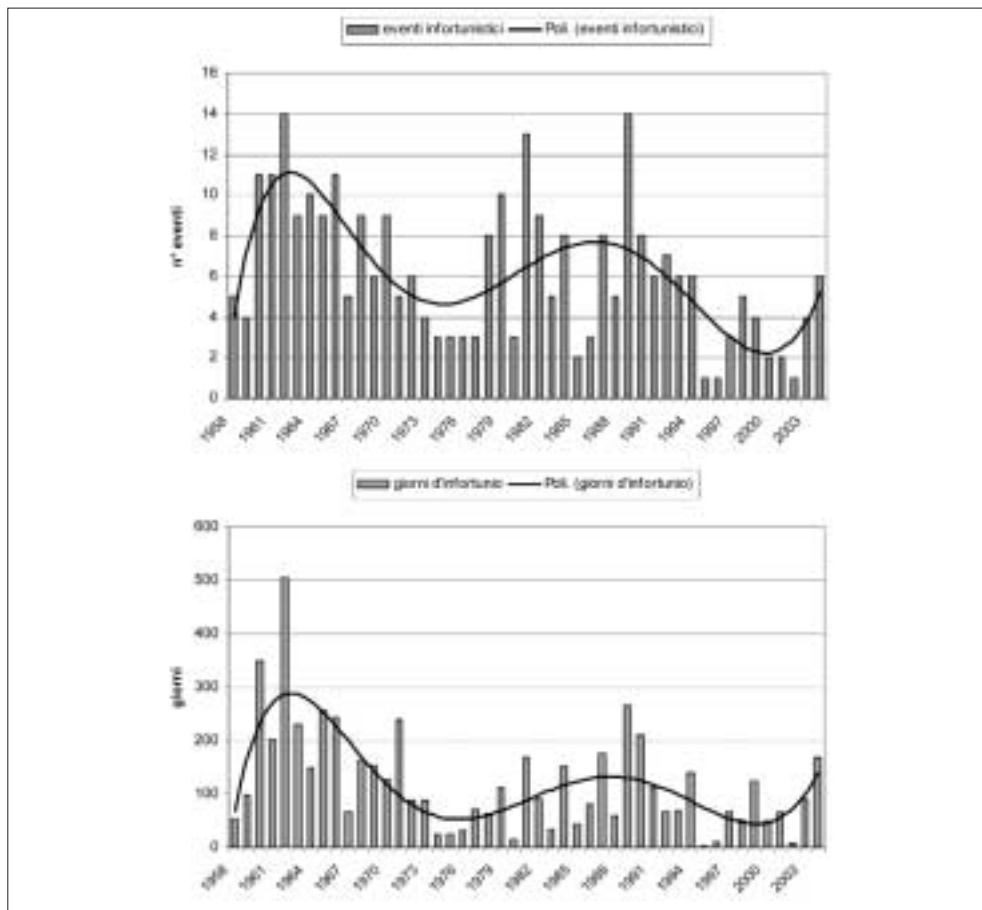 eventi infortunistici Poli. (eventi infortunistici)
16
14
12
10
8
6
4
2
0
n° eventi
1958 1961 1964 1967 1970 1973 1976 1979 1982 1985 1988 1991 1994 1997 2000 2003
giorni d'infortunio Poli. (giorni d'infortunio)
600
500
400
300
200
100
0
giorni
1958 1961 1964 1967 1970 1973 1976 1979 1982 1985 1988 1991 1994 1997 2000 2003